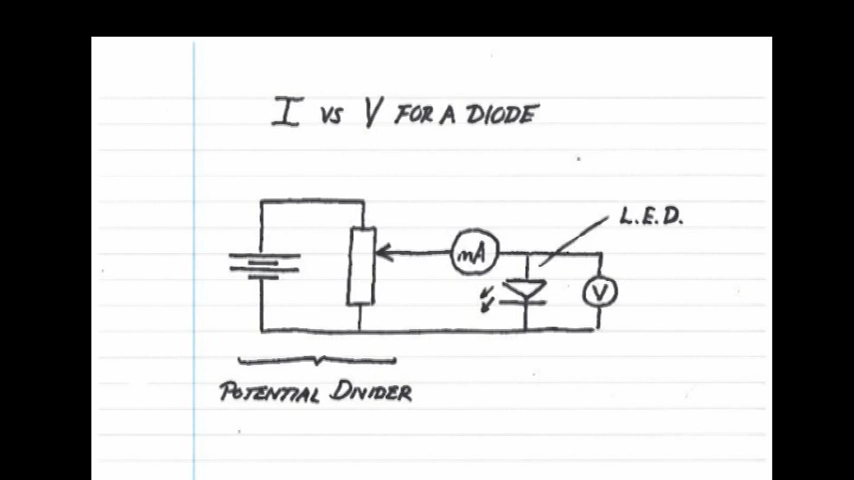 I vs V FOR A DIODE
L.E.D.
mA
V
POTENTIAL DIVIDER